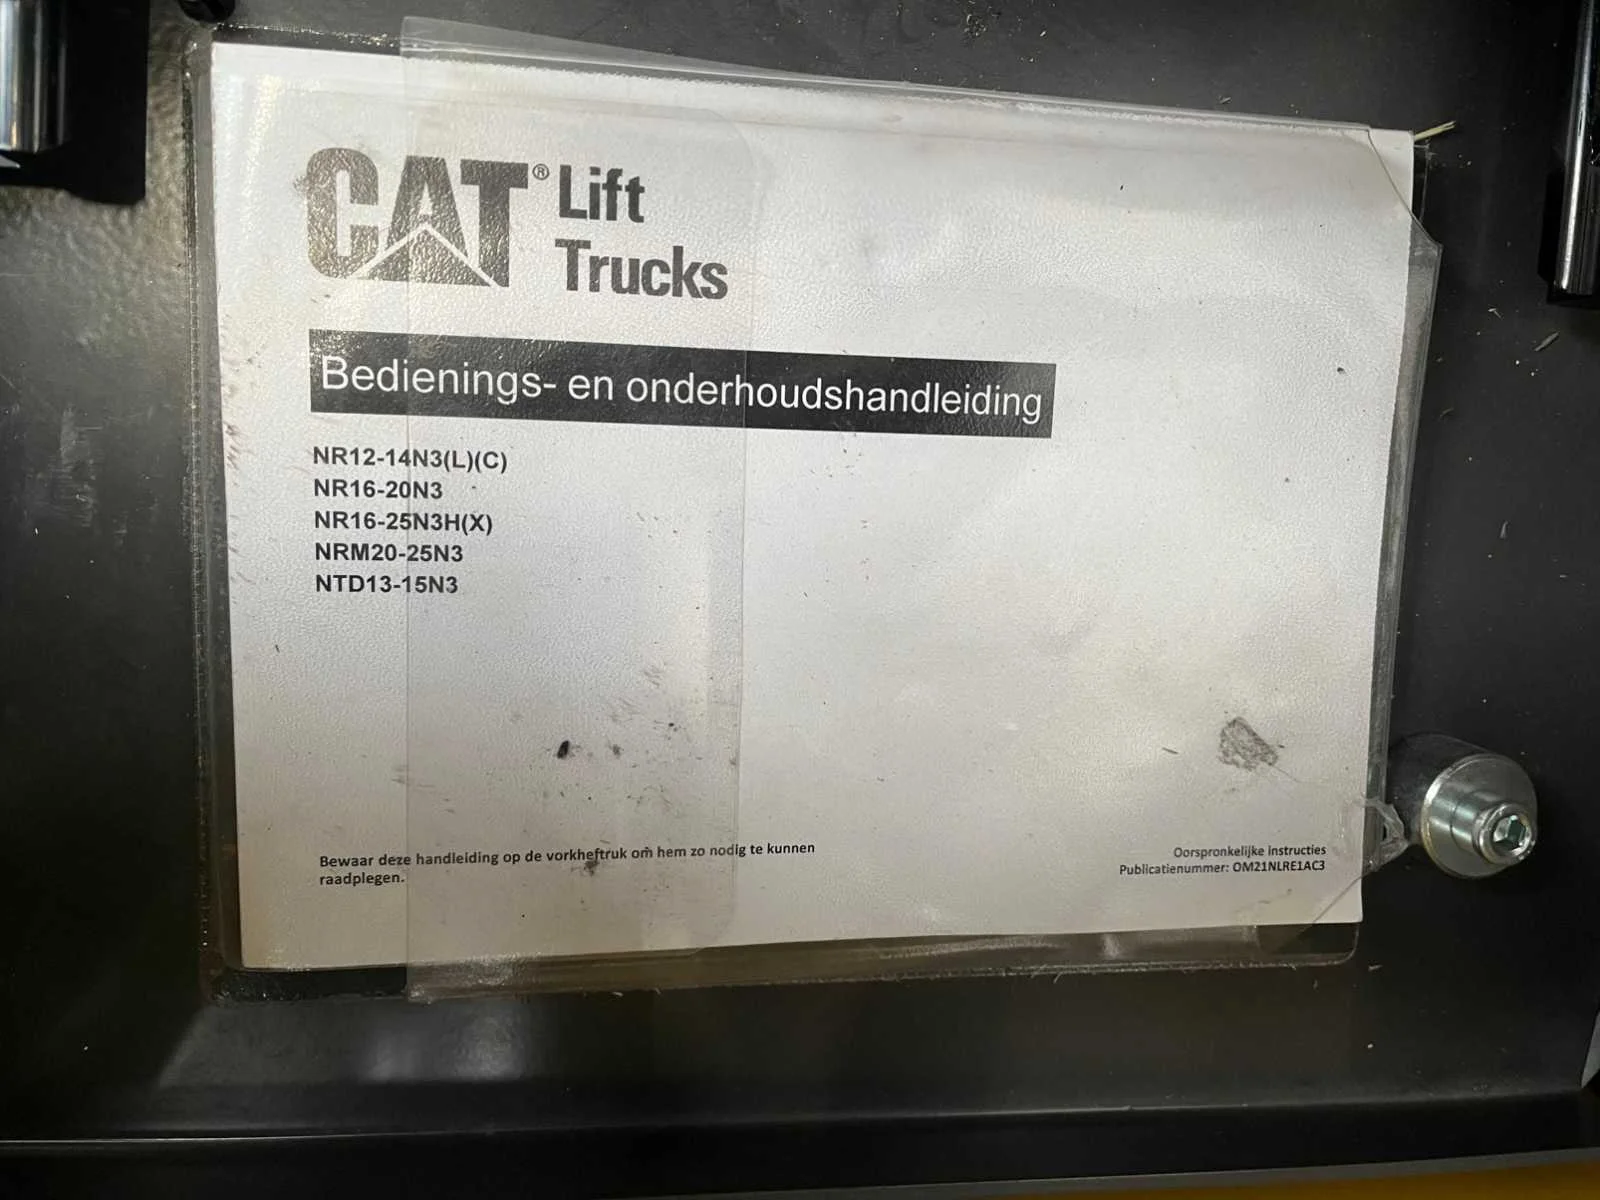 CAT® Lift
Trucks
Bedienings- en onderhoudshandleiding
NR12-14N3(L)(C)
NR16-20N3
NR16-25N3H(X)
NRM20-25N3
NTD13-15N3
Bewaar deze handleiding op de vorkheftruk om hem zo nodig te kunnen
raadplegen.
Oorspronkelijke instructies
Publicatienummer: OM21NLRE1AC3